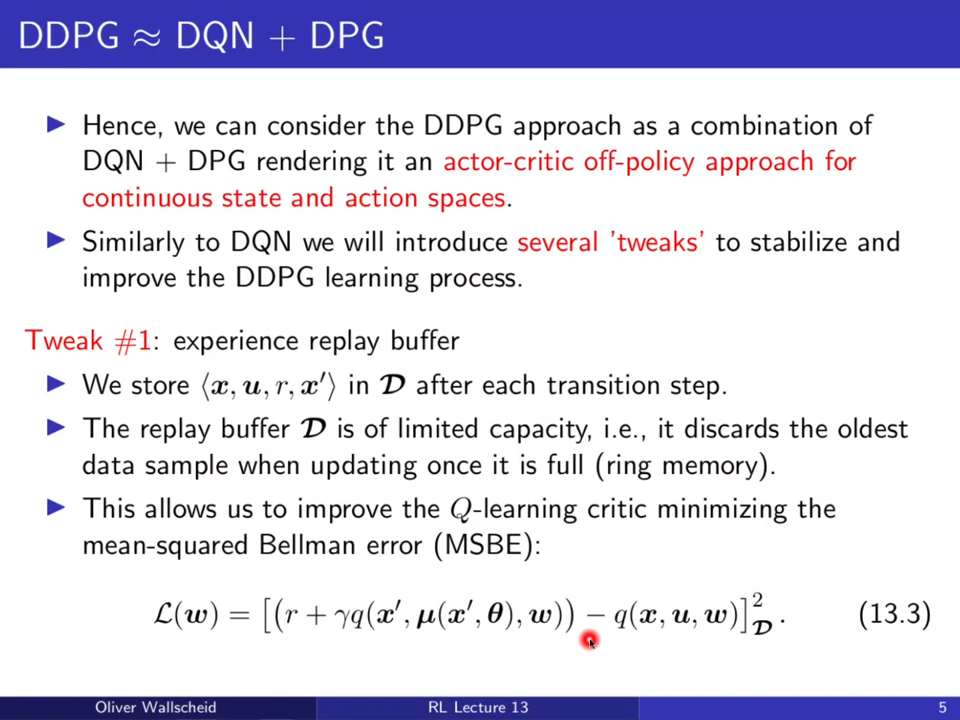 DDPG ≈ DQN + DPG
▶ Hence, we can consider the DDPG approach as a combination of
DQN + DPG rendering it an actor-critic off-policy approach for
continuous state and action spaces.
▶ Similarly to DQN we will introduce several 'tweaks' to stabilize and
improve the DDPG learning process.
Tweak #1: experience replay buffer
▶ We store ⟨x, u, r, x′⟩ in 𝓓 after each transition step.
▶ The replay buffer 𝓓 is of limited capacity, i.e., it discards the oldest
data sample when updating once it is full (ring memory).
▶ This allows us to improve the Q-learning critic minimizing the
mean-squared Bellman error (MSBE):
ℒ(w) = [(r + γq(x′, μ(x′, θ), w)) − q(x, u, w)]²_𝓓 . (13.3)
Oliver Wallscheid RL Lecture 13 5